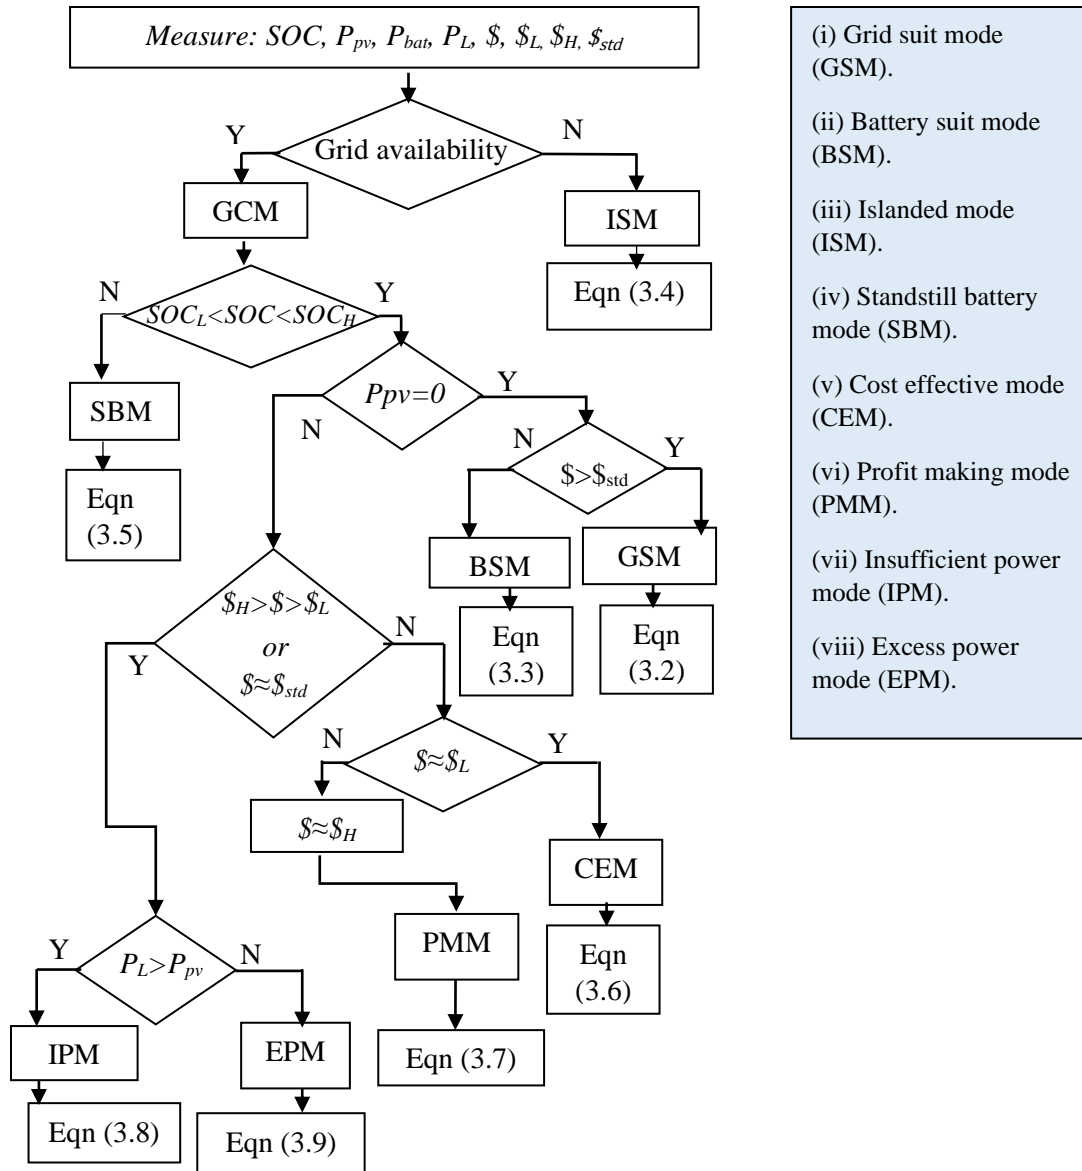 Measure: SOC, Ppv, Pbat, PL, $, $L, $H, $std
Y
N
Grid availability
GCM
ISM
Eqn (3.4)
N
Y
SOCL<SOC<SOCH
SBM
Eqn
(3.5)
Ppv=0
Y
N
N
Y
$>$std
BSM
GSM
Eqn
(3.3)
Eqn
(3.2)
$H>$>$L
or
$≈$std
Y
N
N
Y
$≈$L
$≈$H
CEM
Eqn
(3.6)
PMM
Eqn (3.7)
Y
N
PL>Ppv
IPM
EPM
Eqn (3.8)
Eqn (3.9)
(i) Grid suit mode
(GSM).
(ii) Battery suit mode
(BSM).
(iii) Islanded mode
(ISM).
(iv) Standstill battery
mode (SBM).
(v) Cost effective mode
(CEM).
(vi) Profit making mode
(PMM).
(vii) Insufficient power
mode (IPM).
(viii) Excess power
mode (EPM).